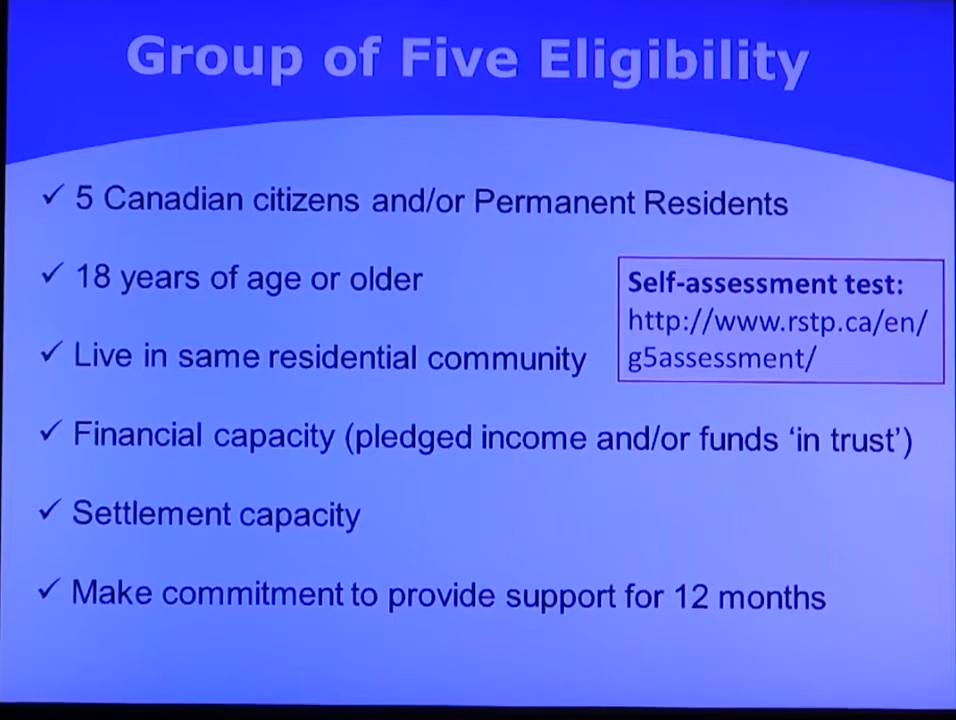 Group of Five Eligibility
✓ 5 Canadian citizens and/or Permanent Residents
✓ 18 years of age or older
Self-assessment test:
http://www.rstp.ca/en/
g5assessment/
✓ Live in same residential community
✓ Financial capacity (pledged income and/or funds ‘in trust’)
✓ Settlement capacity
✓ Make commitment to provide support for 12 months